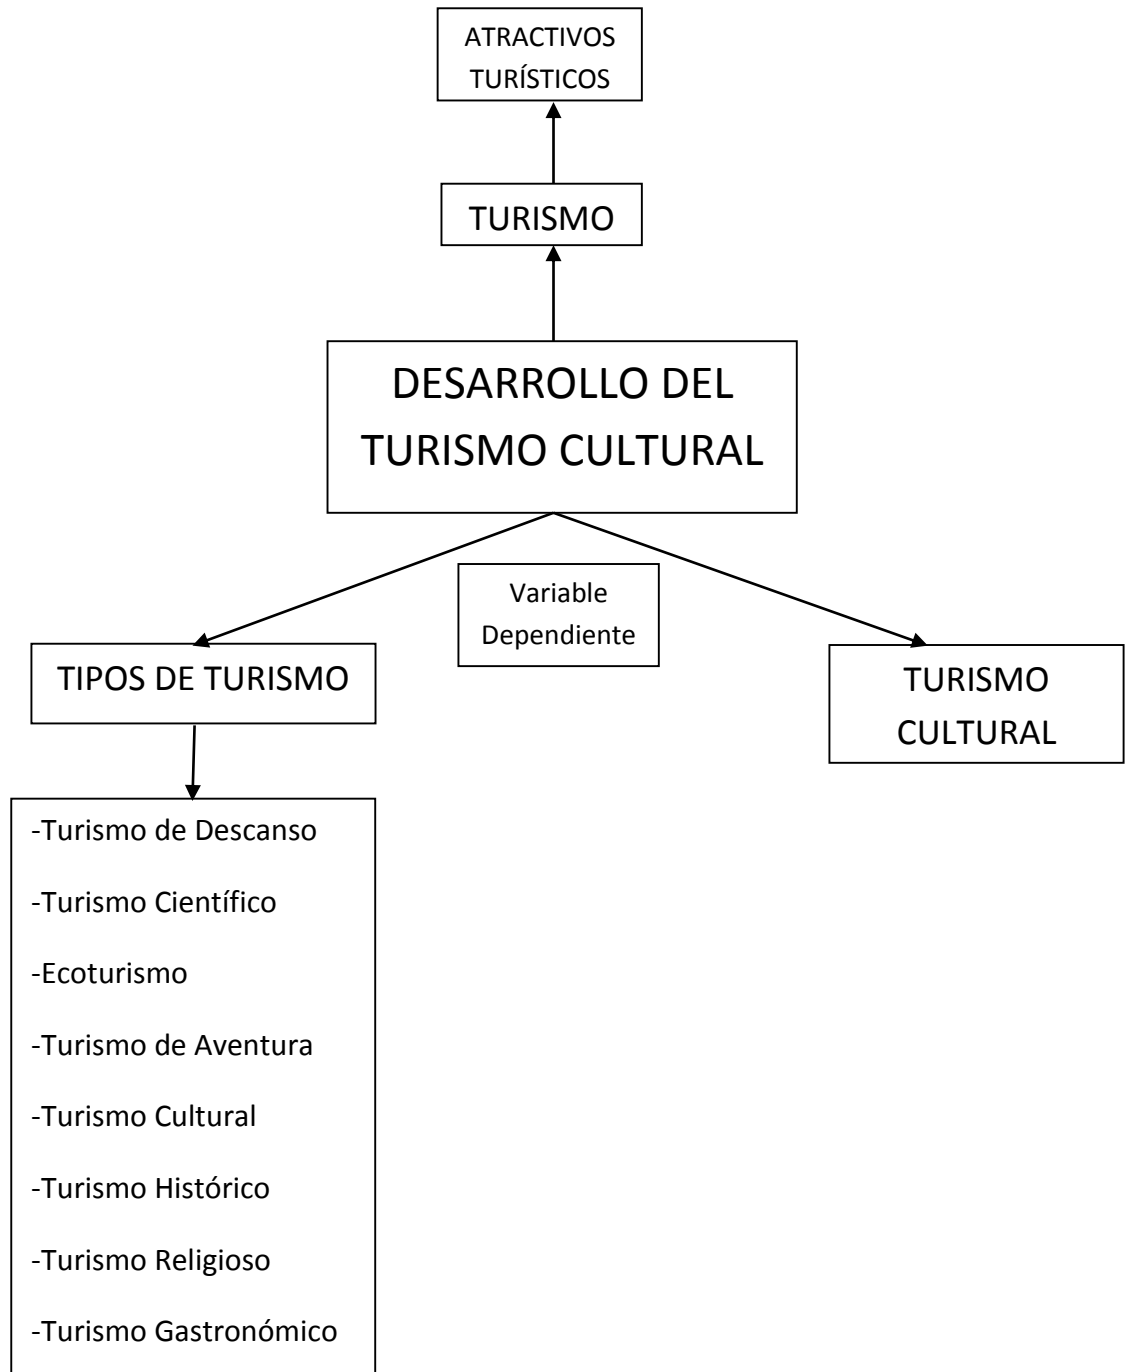 ATRACTIVOS
TURÍSTICOS
TURISMO
DESARROLLO DEL
TURISMO CULTURAL
Variable
Dependiente
TIPOS DE TURISMO
TURISMO
CULTURAL
-Turismo de Descanso
-Turismo Científico
-Ecoturismo
-Turismo de Aventura
-Turismo Cultural
-Turismo Histórico
-Turismo Religioso
-Turismo Gastronómico